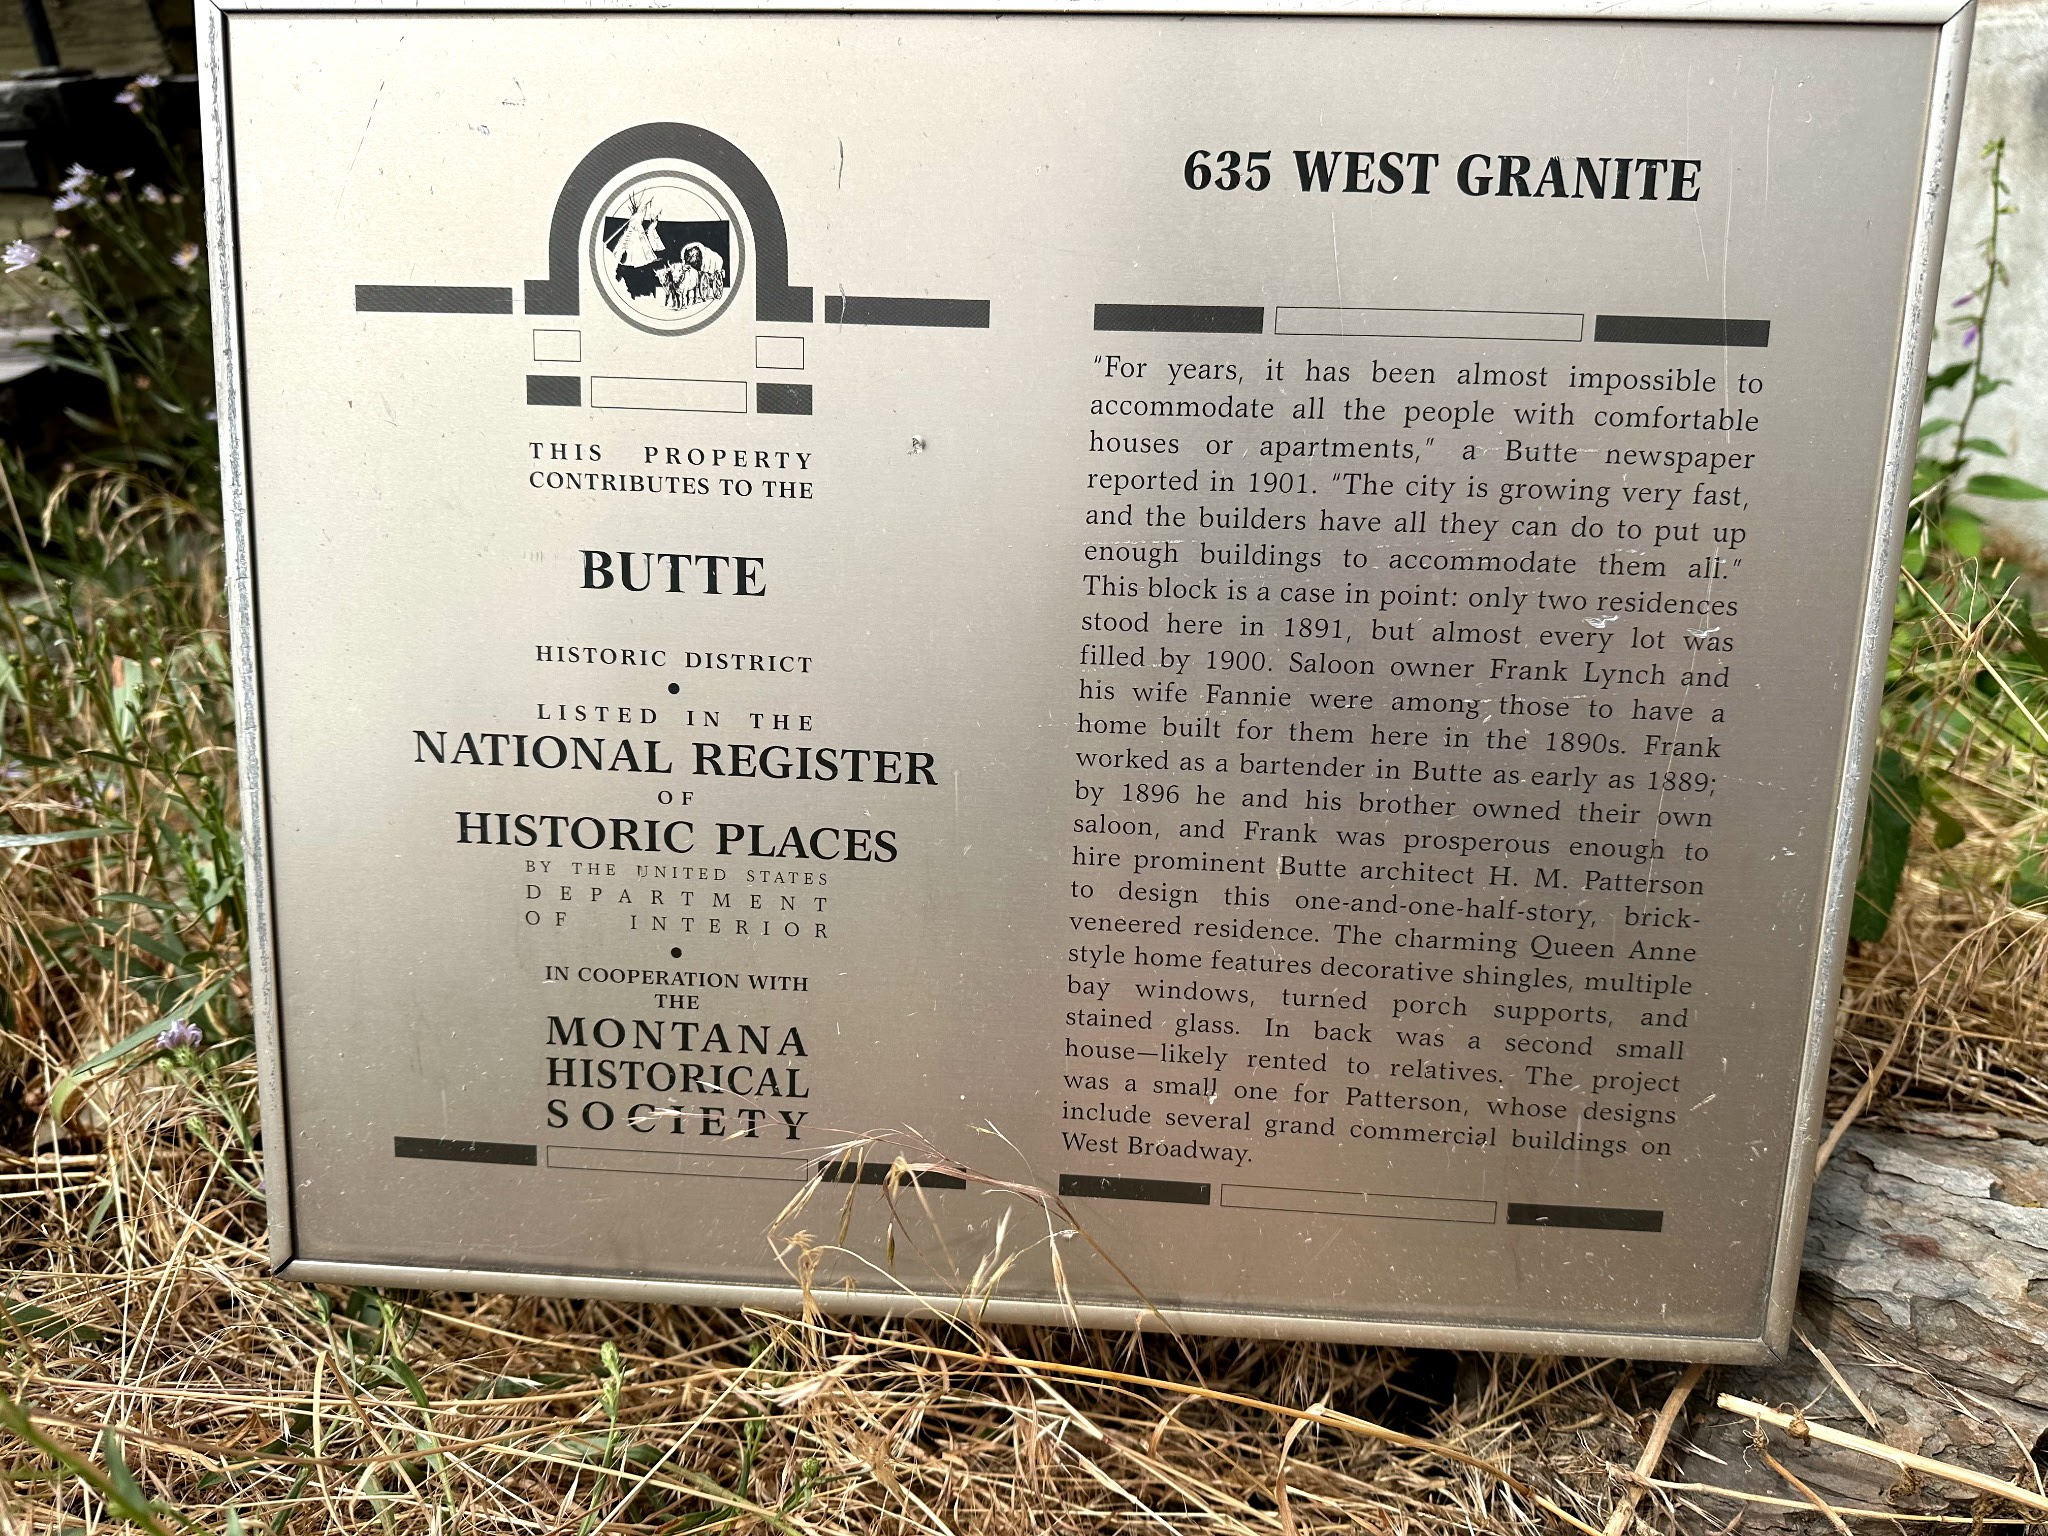 THIS PROPERTY
CONTRIBUTES TO THE
BUTTE
HISTORIC DISTRICT
•
LISTED IN THE
NATIONAL REGISTER
OF
HISTORIC PLACES
BY THE UNITED STATES
DEPARTMENT
OF INTERIOR
•
IN COOPERATION WITH
THE
MONTANA
HISTORICAL
SOCIETY
635 WEST GRANITE
"For years, it has been almost impossible to
accommodate all the people with comfortable
houses or apartments," a Butte newspaper
reported in 1901. "The city is growing very fast,
and the builders have all they can do to put up
enough buildings to accommodate them all."
This block is a case in point: only two residences
stood here in 1891, but almost every lot was
filled by 1900. Saloon owner Frank Lynch and
his wife Fannie were among those to have a
home built for them here in the 1890s. Frank
worked as a bartender in Butte as early as 1889;
by 1896 he and his brother owned their own
saloon, and Frank was prosperous enough to
hire prominent Butte architect H. M. Patterson
to design this one-and-one-half-story, brick-
veneered residence. The charming Queen Anne
style home features decorative shingles, multiple
bay windows, turned porch supports, and
stained glass. In back was a second small
house—likely rented to relatives. The project
was a small one for Patterson, whose designs
include several grand commercial buildings on
West Broadway.